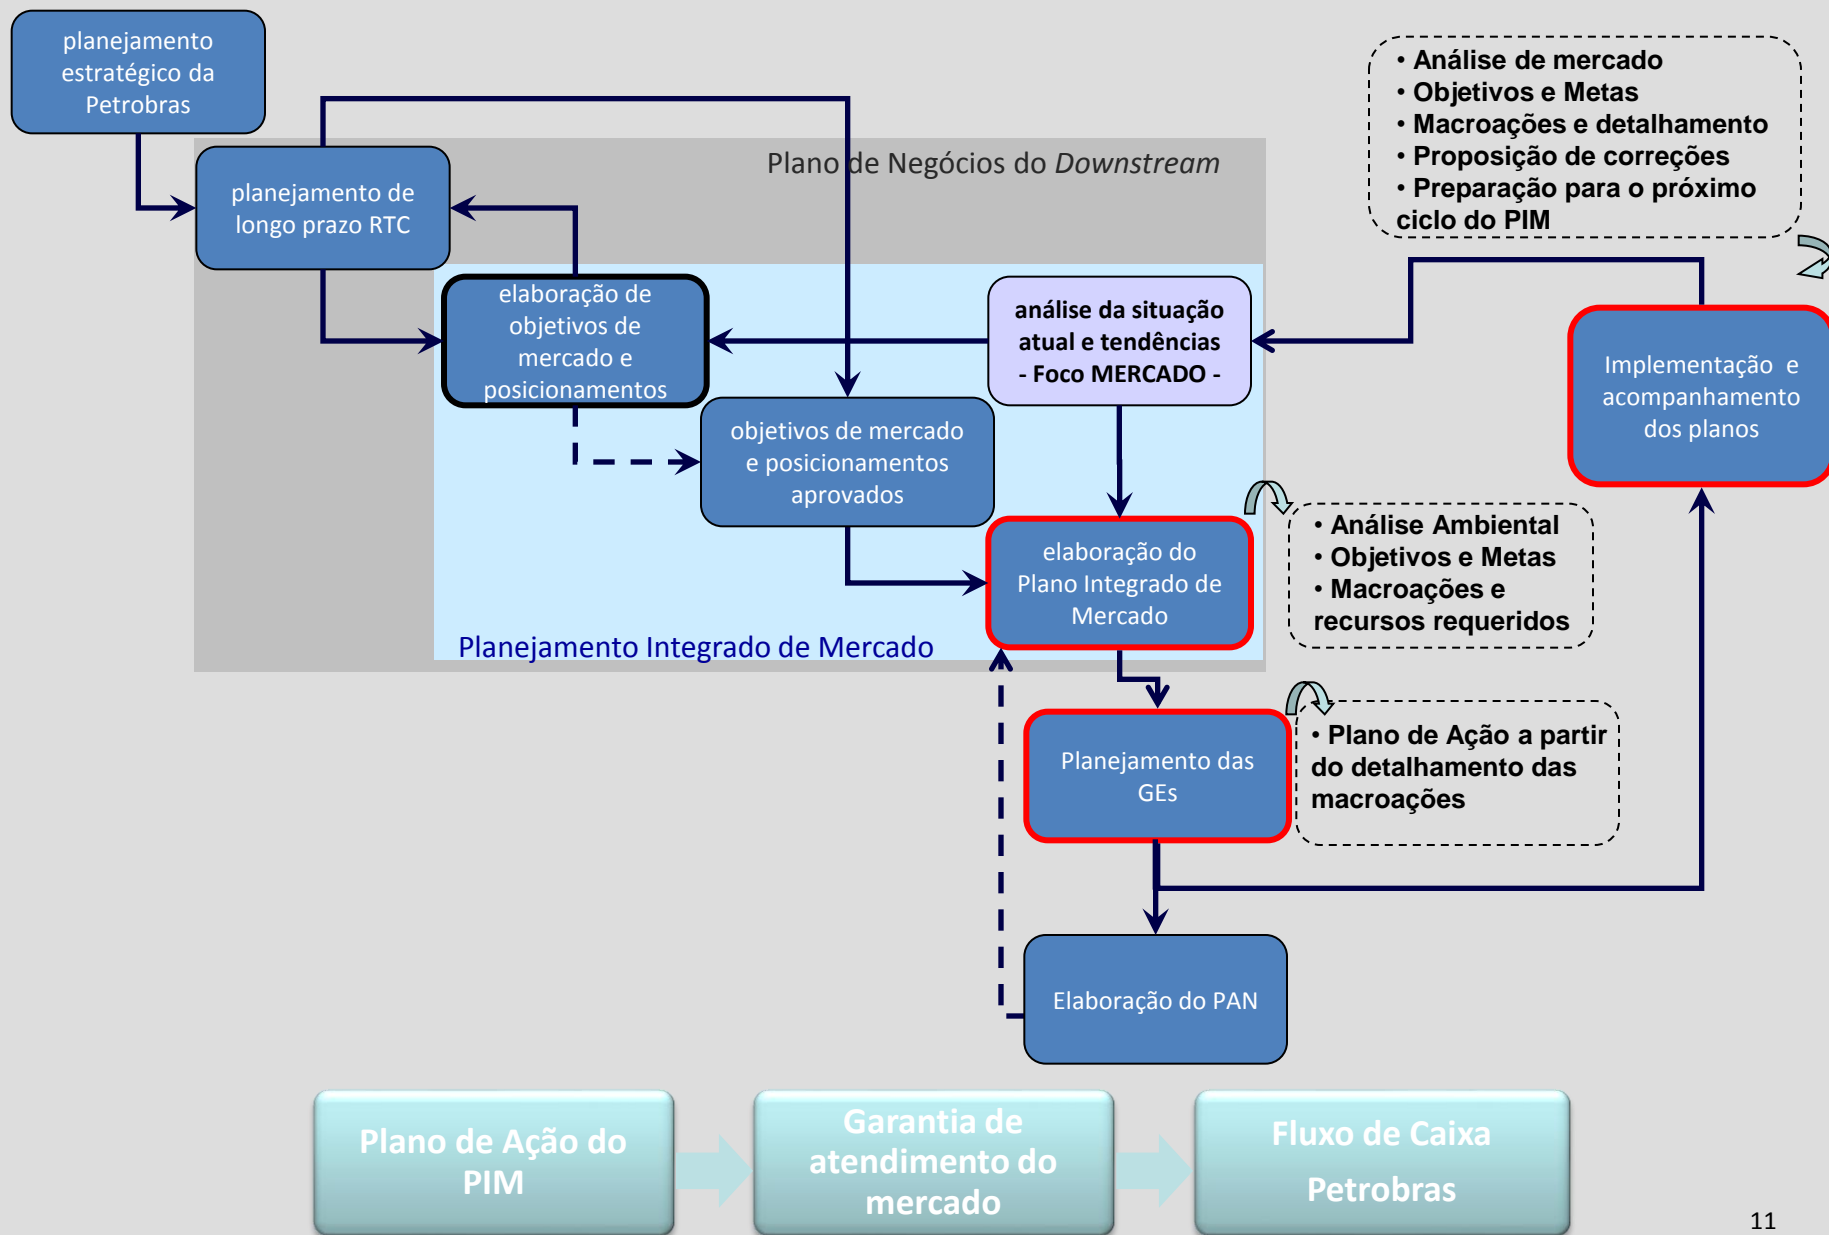 planejamento
estratégico da
Petrobras
• Análise de mercado
• Objetivos e Metas
• Macroações e detalhamento
• Proposição de correções
• Preparação para o próximo
ciclo do PIM
Plano de Negócios do Downstream
planejamento de
longo prazo RTC
elaboração de
objetivos de
mercado e
posicionamentos
análise da situação
atual e tendências
- Foco MERCADO -
Implementação e
acompanhamento
dos planos
objetivos de mercado
e posicionamentos
aprovados
elaboração do
Plano Integrado de
Mercado
• Análise Ambiental
• Objetivos e Metas
• Macroações e
recursos requeridos
Planejamento Integrado de Mercado
Planejamento das
GEs
• Plano de Ação a partir
do detalhamento das
macroações
Elaboração do PAN
Plano de Ação do
PIM
Garantia de
atendimento do
mercado
Fluxo de Caixa
Petrobras
11